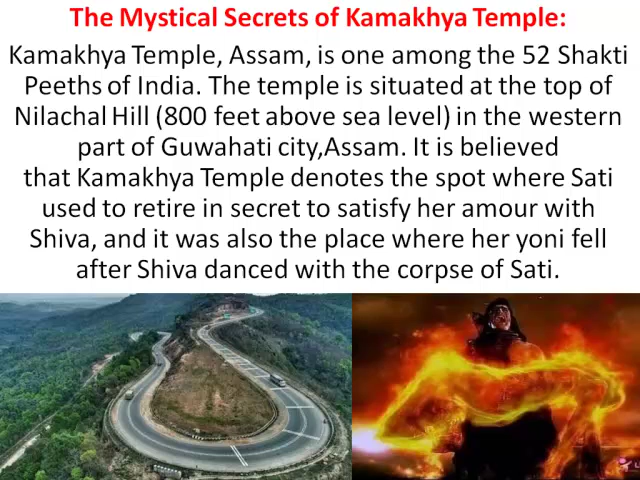 The Mystical Secrets of Kamakhya Temple:
Kamakhya Temple, Assam, is one among the 52 Shakti
Peeths of India. The temple is situated at the top of
Nilachal Hill (800 feet above sea level) in the western
part of Guwahati city,Assam. It is believed
that Kamakhya Temple denotes the spot where Sati
used to retire in secret to satisfy her amour with
Shiva, and it was also the place where her yoni fell
after Shiva danced with the corpse of Sati.